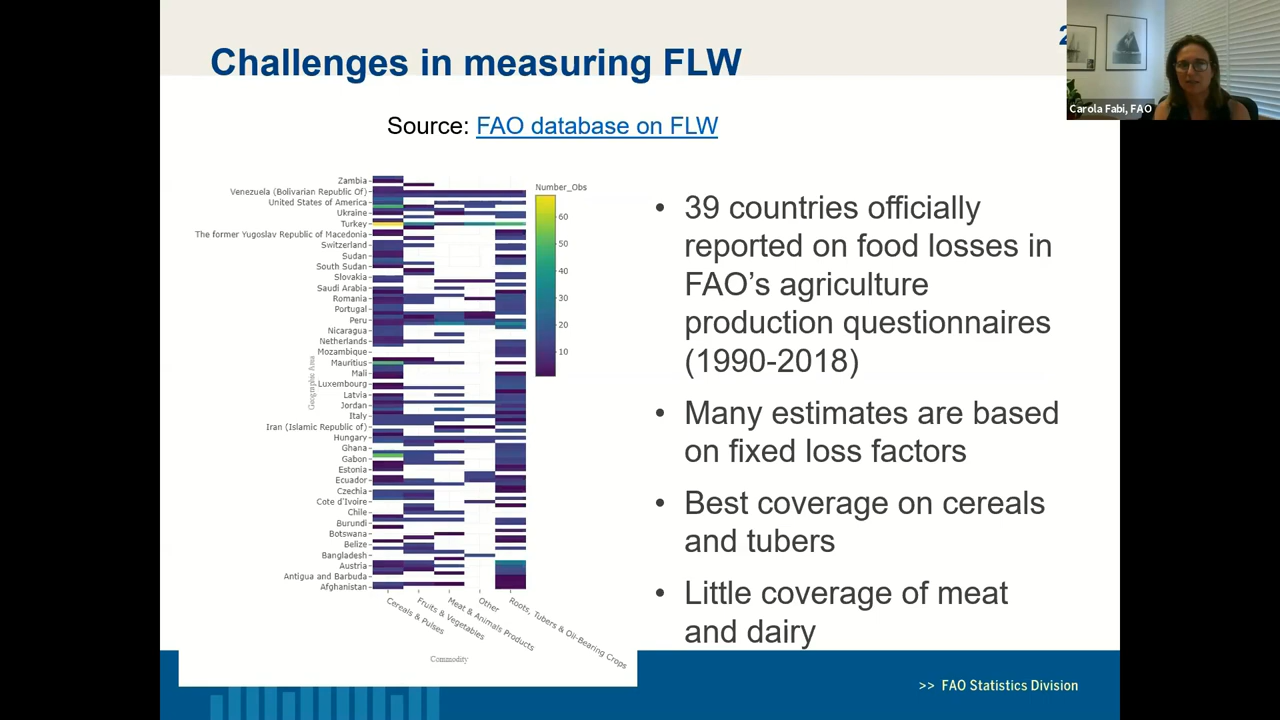 Challenges in measuring FLW
2
Carola Fabi, FAO
Source: FAO database on FLW
Number_Obs
60
50
40
30
20
10
Zambia
Venezuela (Bolivarian Republic Of)
United States of America
Ukraine
Turkey
The former Yugoslav Republic of Macedonia
Switzerland
Sudan
South Sudan
Slovakia
Saudi Arabia
Romania
Portugal
Peru
Nicaragua
Netherlands
Mozambique
Mauritius
Mali
Luxembourg
Latvia
Jordan
Italy
Iran (Islamic Republic of)
Hungary
Ghana
Gabon
Estonia
Ecuador
Czechia
Cote d'Ivoire
Chile
Burundi
Botswana
Belize
Bangladesh
Austria
Antigua and Barbuda
Afghanistan
Geographic Area
Cereals & Pulses
Fruits & Vegetables
Meat & Animals Products
Other
Roots, Tubers & Oil-Bearing Crops
Commodity
• 39 countries officially
reported on food losses in
FAO’s agriculture
production questionnaires
(1990-2018)
• Many estimates are based
on fixed loss factors
• Best coverage on cereals
and tubers
• Little coverage of meat
and dairy
>> FAO Statistics Division